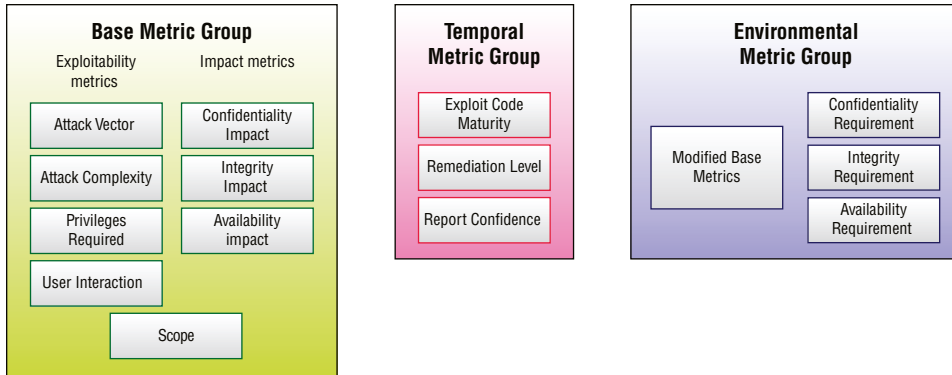 Base Metric Group
Exploitability
metrics
Impact metrics
Attack Vector
Confidentiality
Impact
Attack Complexity
Integrity
Impact
Privileges
Required
Availability
impact
User Interaction
Scope
Temporal
Metric Group
Exploit Code
Maturity
Remediation Level
Report Confidence
Environmental
Metric Group
Modified Base
Metrics
Confidentiality
Requirement
Integrity
Requirement
Availability
Requirement